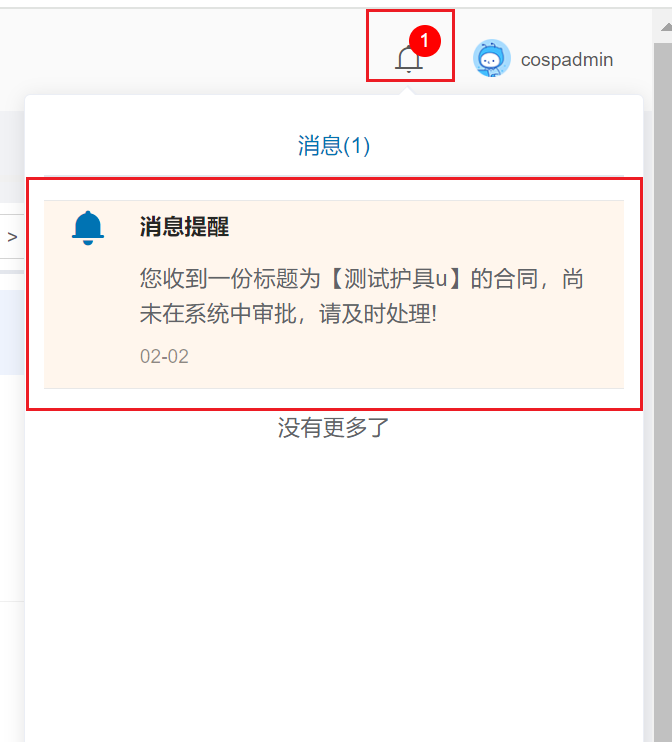 1
cospadmin
消息(1)
>
消息提醒
您收到一份标题为【测试护具u】的合同，尚
未在系统中审批，请及时处理!
02-02
没有更多了